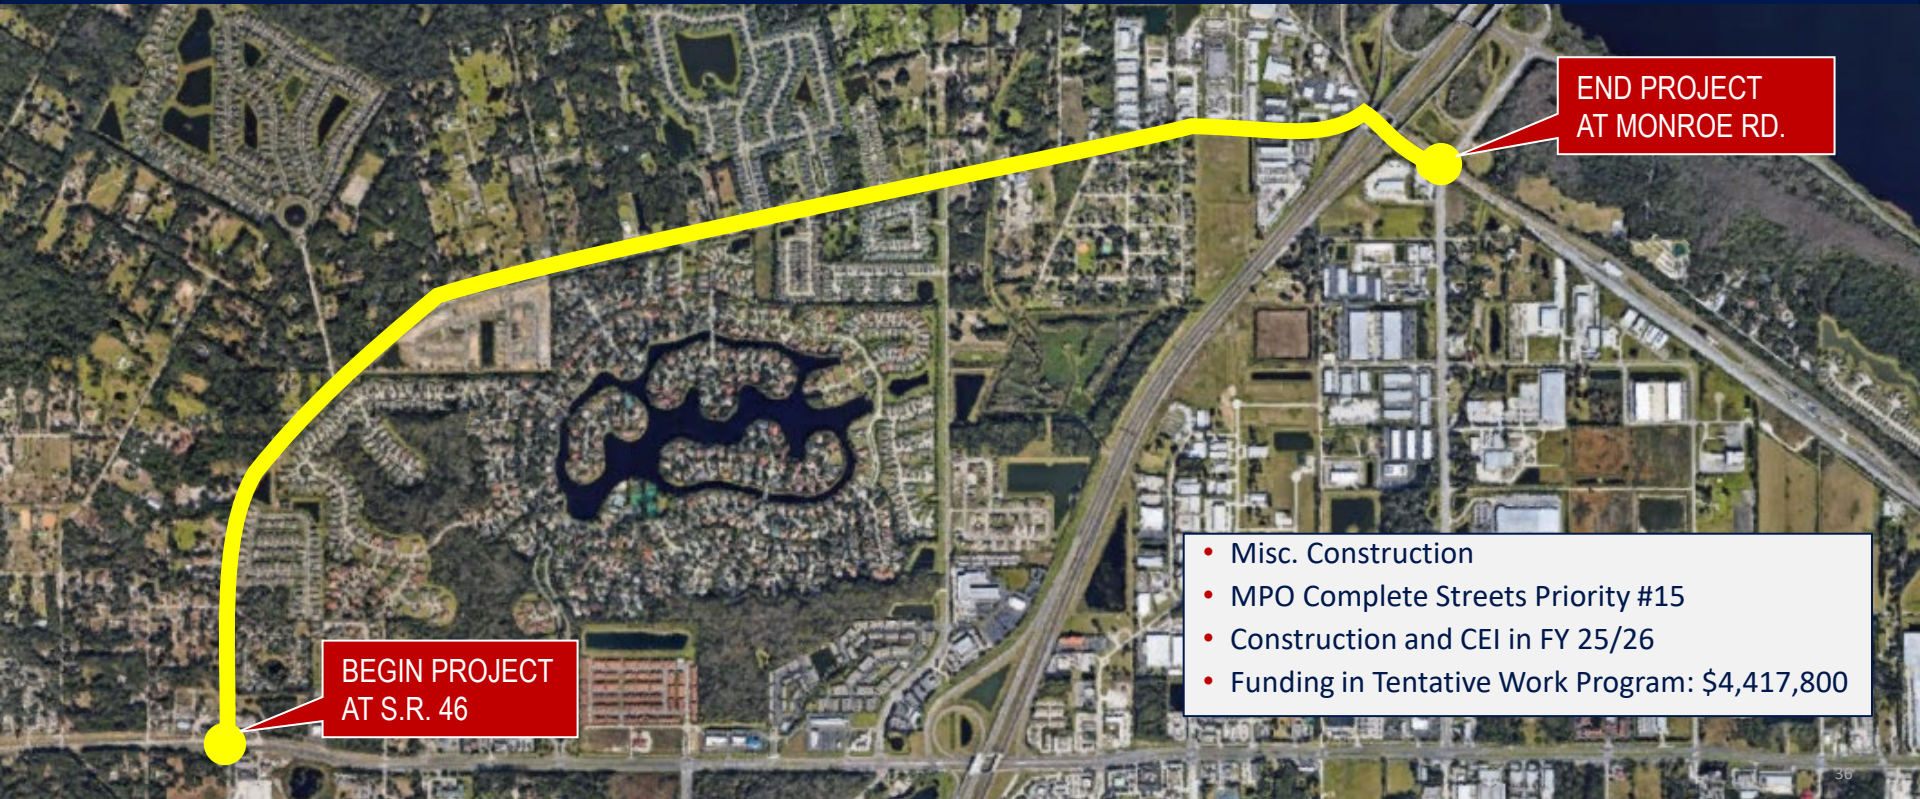 END PROJECT
AT MONROE RD.
BEGIN PROJECT
AT S.R. 46
• Misc. Construction
• MPO Complete Streets Priority #15
• Construction and CEI in FY 25/26
• Funding in Tentative Work Program: $4,417,800
36